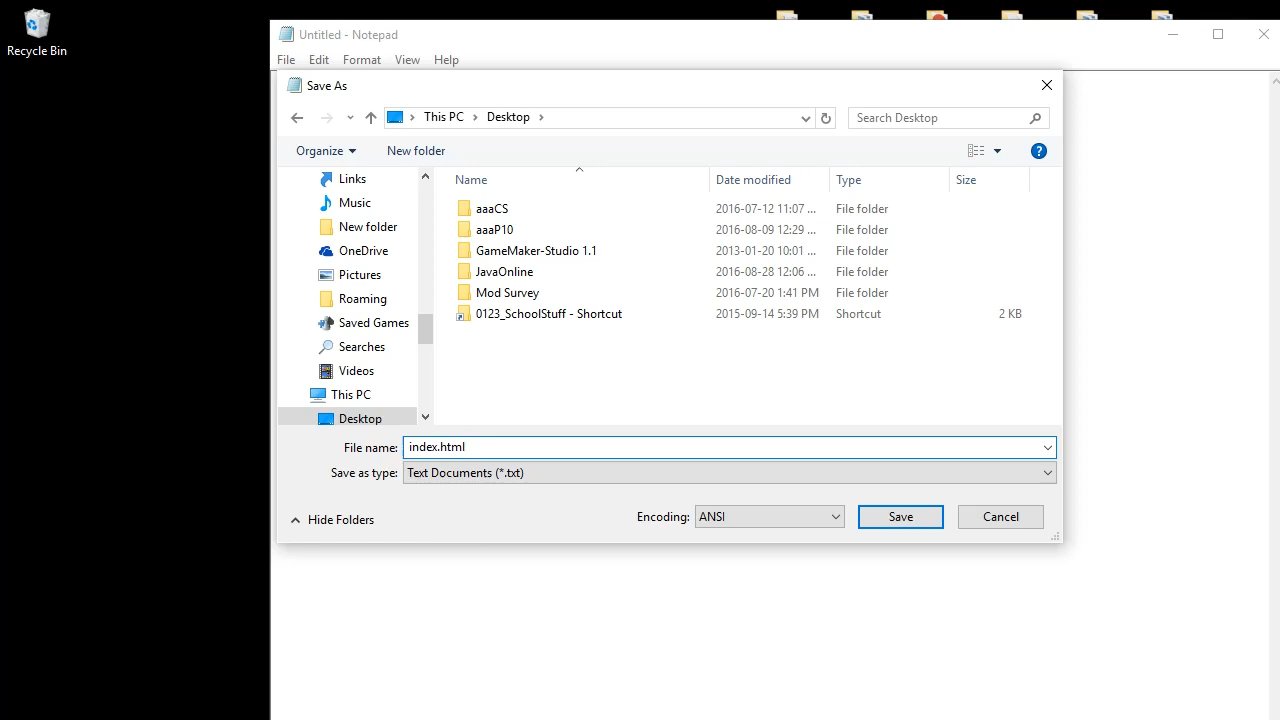 Recycle Bin
Untitled - Notepad
File Edit Format View Help
Save As
This PC Desktop
Search Desktop
Organize New folder
Name Date modified Type Size
Links
Music
New folder
OneDrive
Pictures
Roaming
Saved Games
Searches
Videos
This PC
Desktop
aaaCS 2016-07-12 11:07 ... File folder
aaaP10 2016-08-09 12:29 ... File folder
GameMaker-Studio 1.1 2013-01-20 10:01 ... File folder
JavaOnline 2016-08-28 12:06 ... File folder
Mod Survey 2016-07-20 1:41 PM File folder
0123_SchoolStuff - Shortcut 2015-09-14 5:39 PM Shortcut 2 KB
File name: index.html
Save as type: Text Documents (*.txt)
Hide Folders Encoding: ANSI Save Cancel